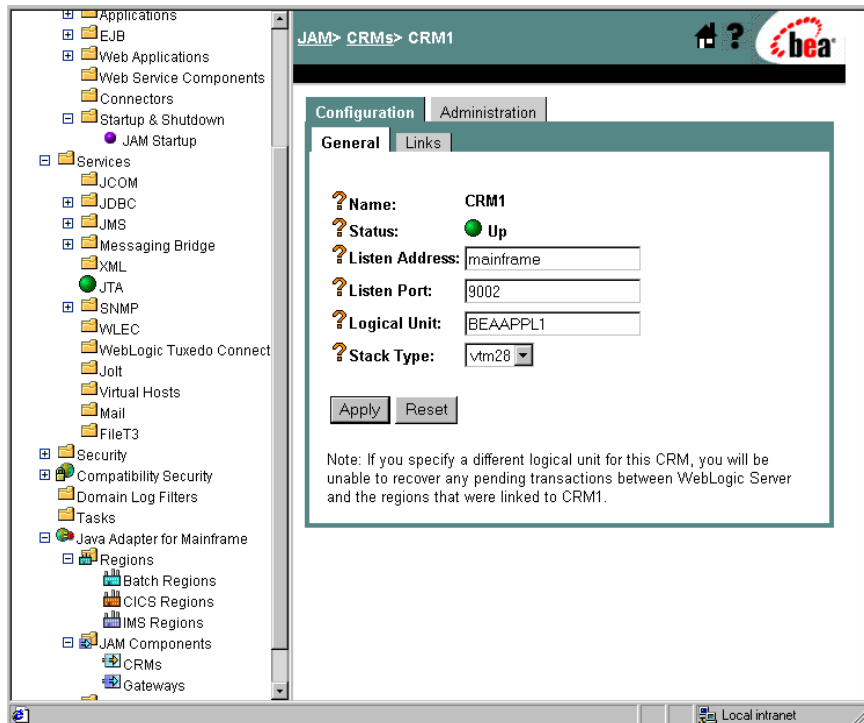 Applications
EJB
Web Applications
Web Service Components
Connectors
Startup & Shutdown
JAM Startup
Services
JCOM
JDBC
JMS
Messaging Bridge
XML
JTA
SNMP
WLEC
WebLogic Tuxedo Connect
Jolt
Virtual Hosts
Mail
FileT3
Security
Compatibility Security
Domain Log Filters
Tasks
Java Adapter for Mainframe
Regions
Batch Regions
CICS Regions
IMS Regions
JAM Components
CRMs
Gateways
JAM> CRMs> CRM1
? bea
Configuration Administration
General Links
? Name: CRM1
? Status: Up
? Listen Address: mainframe
? Listen Port: 9002
? Logical Unit: BEAAPPL1
? Stack Type: vtm28
Apply Reset
Note: If you specify a different logical unit for this CRM, you will be
unable to recover any pending transactions between WebLogic Server
and the regions that were linked to CRM1.
Local intranet